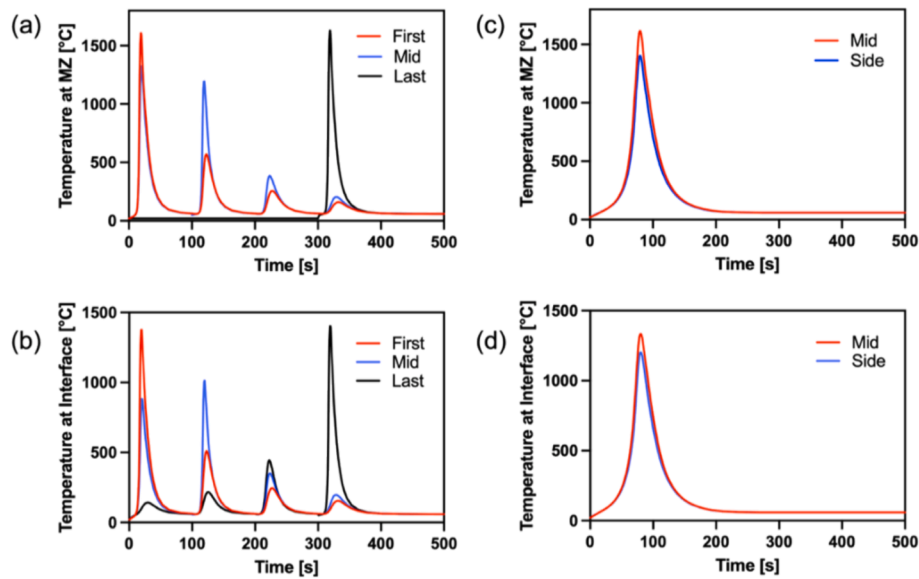 (a)
Temperature at MZ [°C]
1500
1000
500
0
First
Mid
Last
0 100 200 300 400 500
Time [s]
(c)
Temperature at MZ [°C]
1500
1000
500
0
Mid
Side
0 100 200 300 400 500
Time [s]
(b)
Temperature at Interface [°C]
1500
1000
500
0
First
Mid
Last
0 100 200 300 400 500
Time [s]
(d)
Temperature at Interface [°C]
1500
1000
500
0
Mid
Side
0 100 200 300 400 500
Time [s]